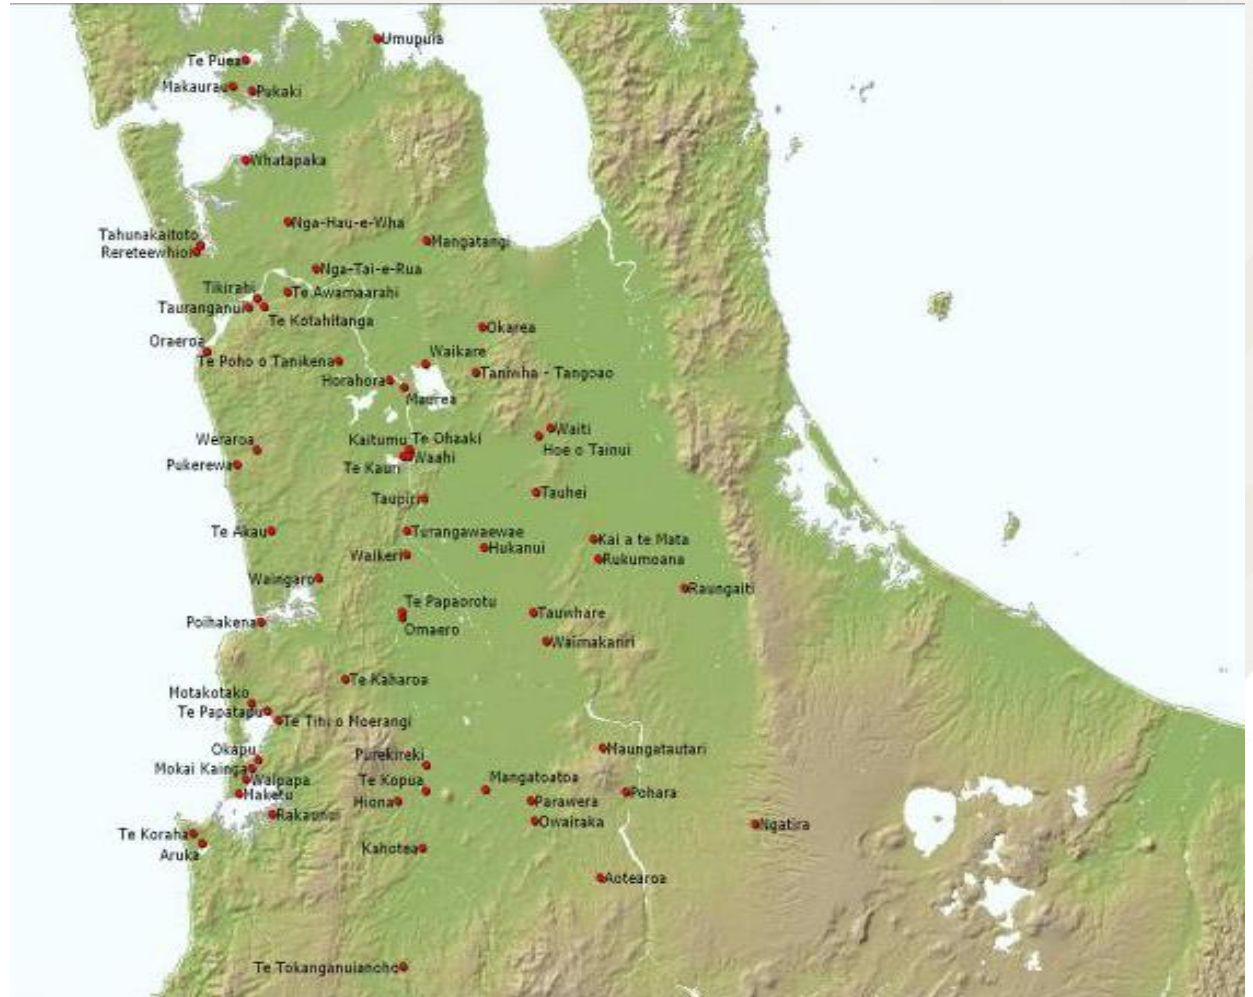 Umupuia
Te Puea
Makaurau
Pukaki
Whatapaka
Nga-Hau-e-Wha
Tahunakaitoto
Mangatangi
Rereteewhioi
Nga-Tai-e-Rua
Tikirahi
Te Awamaarahi
Tauranganui
Te Kotahitanga
Okarea
Oraeroa
Waikare
Te Poho o Tanikena
Taniwha - Tangoao
Horahora
Maurea
Waiti
Weraroa
Kaitumu
Te Ohaaki
Hoe o Tainui
Waahi
Pukerewa
Te Kauri
Tauhei
Taupiri
Te Akau
Turangawaewae
Kai a te Mata
Hukanui
Waikeri
Rukumoana
Waingaro
Raungaiti
Te Papaorotu
Tauwhare
Poihakena
Omaero
Waimakariri
Te Kaharoa
Motakotako
Te Papatapu
Te Tihi o Moerangi
Okapu
Maungatautari
Purekireki
Mokai Kainga
Waipapa
Te Kopua
Mangatoatoa
Maketu
Pohara
Hiona
Parawera
Rakaunui
Owairaka
Ngatira
Te Koraha
Kahotea
Aruka
Aotearoa
Te Tokanganuianoho